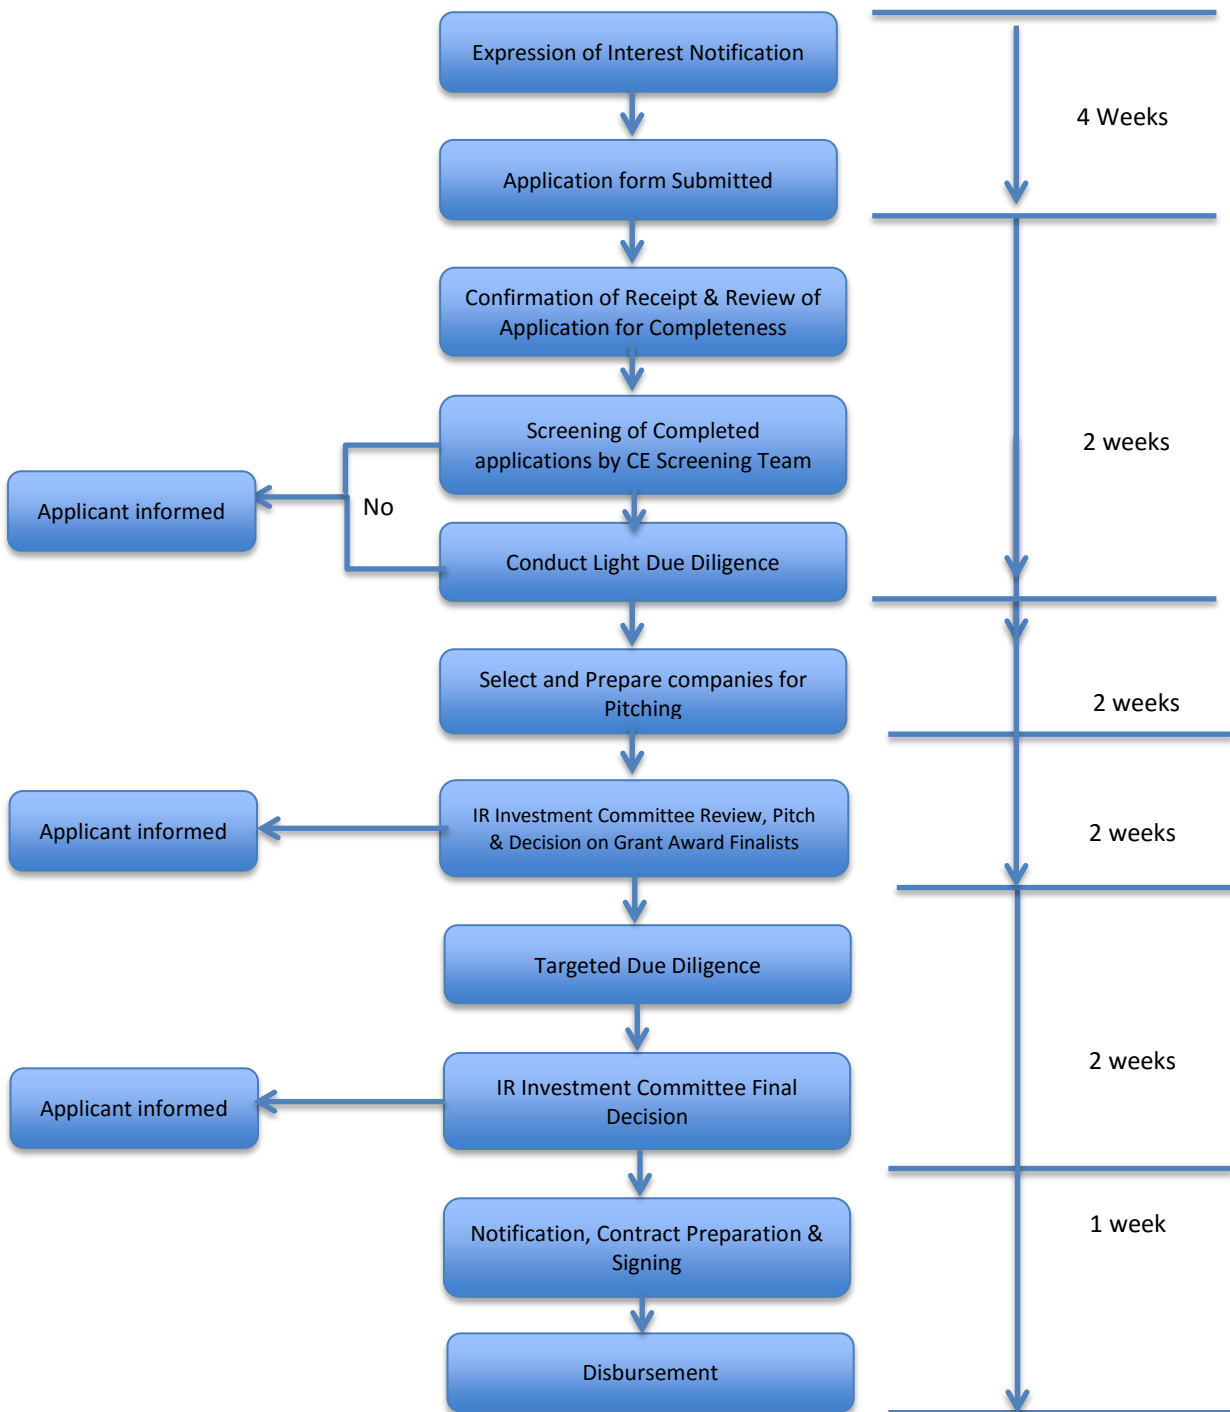 Expression of Interest Notification
4 Weeks
Application form Submitted
Confirmation of Receipt & Review of
Application for Completeness
Screening of Completed
applications by CE Screening Team
2 weeks
Applicant informed
No
Conduct Light Due Diligence
Select and Prepare companies for
Pitching
2 weeks
Applicant informed
IR Investment Committee Review, Pitch
& Decision on Grant Award Finalists
2 weeks
Targeted Due Diligence
2 weeks
Applicant informed
IR Investment Committee Final
Decision
Notification, Contract Preparation &
Signing
1 week
Disbursement